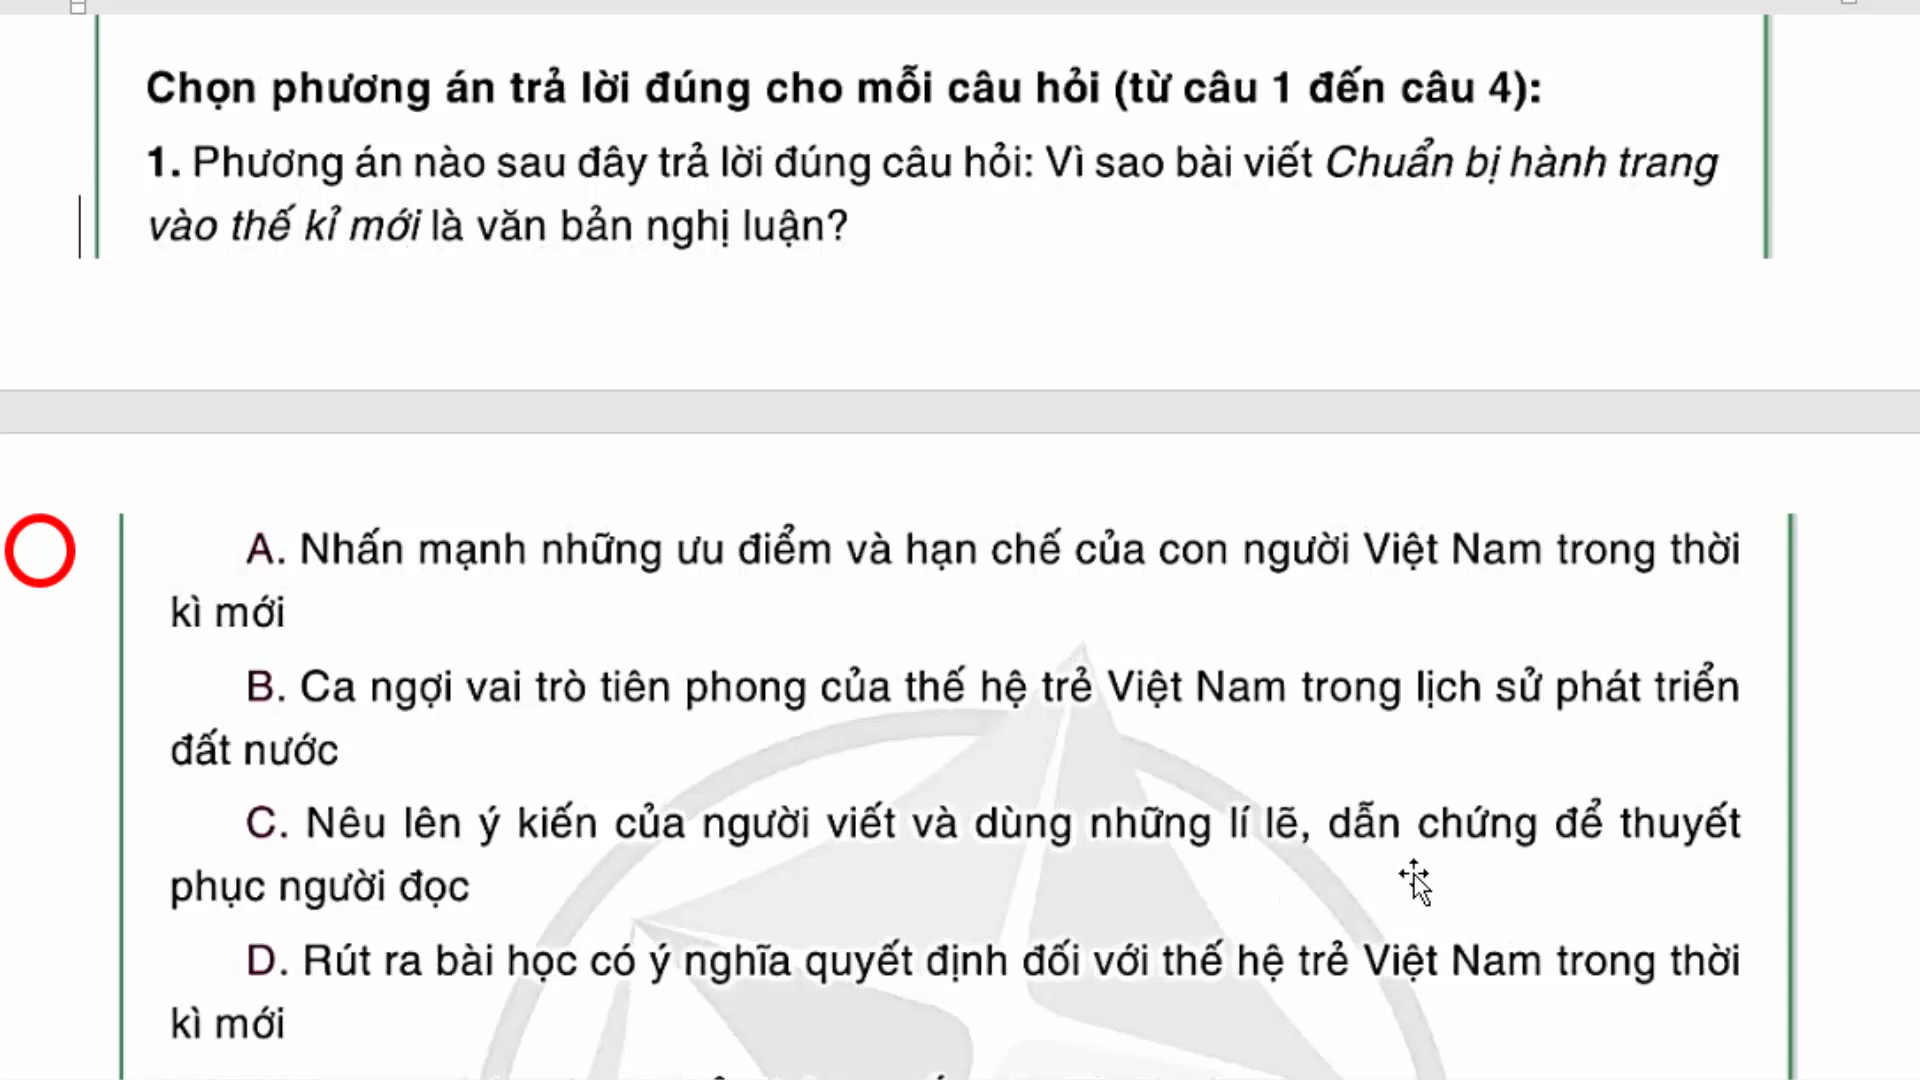 Chọn phương án trả lời đúng cho mỗi câu hỏi (từ câu 1 đến câu 4):
1. Phương án nào sau đây trả lời đúng câu hỏi: Vì sao bài viết Chuẩn bị hành trang
vào thế kỉ mới là văn bản nghị luận?
A. Nhấn mạnh những ưu điểm và hạn chế của con người Việt Nam trong thời
kì mới
B. Ca ngợi vai trò tiên phong của thế hệ trẻ Việt Nam trong lịch sử phát triển
đất nước
C. Nêu lên ý kiến của người viết và dùng những lí lẽ, dẫn chứng để thuyết
phục người đọc
D. Rút ra bài học có ý nghĩa quyết định đối với thế hệ trẻ Việt Nam trong thời
kì mới